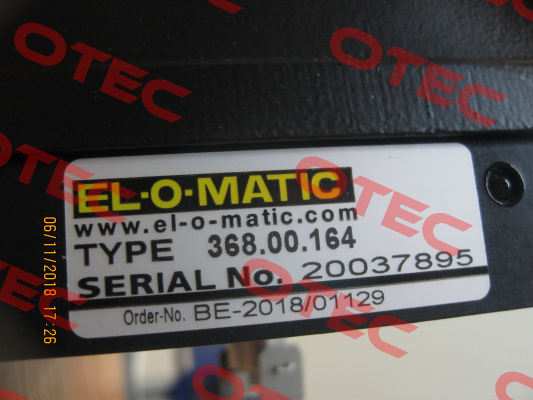 EL-O-MATIC
www.el-o-matic.com
TYPE 368.00.164
SERIAL No. 20037895
Order-No. BE-2018/01129
06/11/2018 17:26
OTEC
OTEC
OTEC
OTEC
OTEC